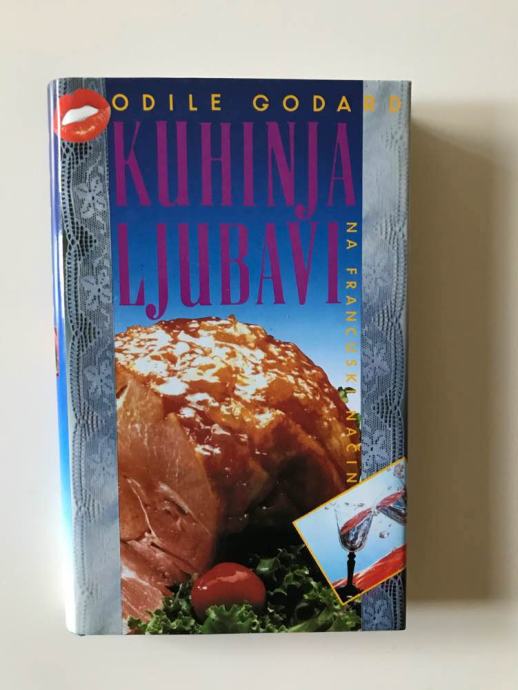 ODILE GODARD
KUHINJA
LJUBAVI
NA FRANCUSKI NAČIN